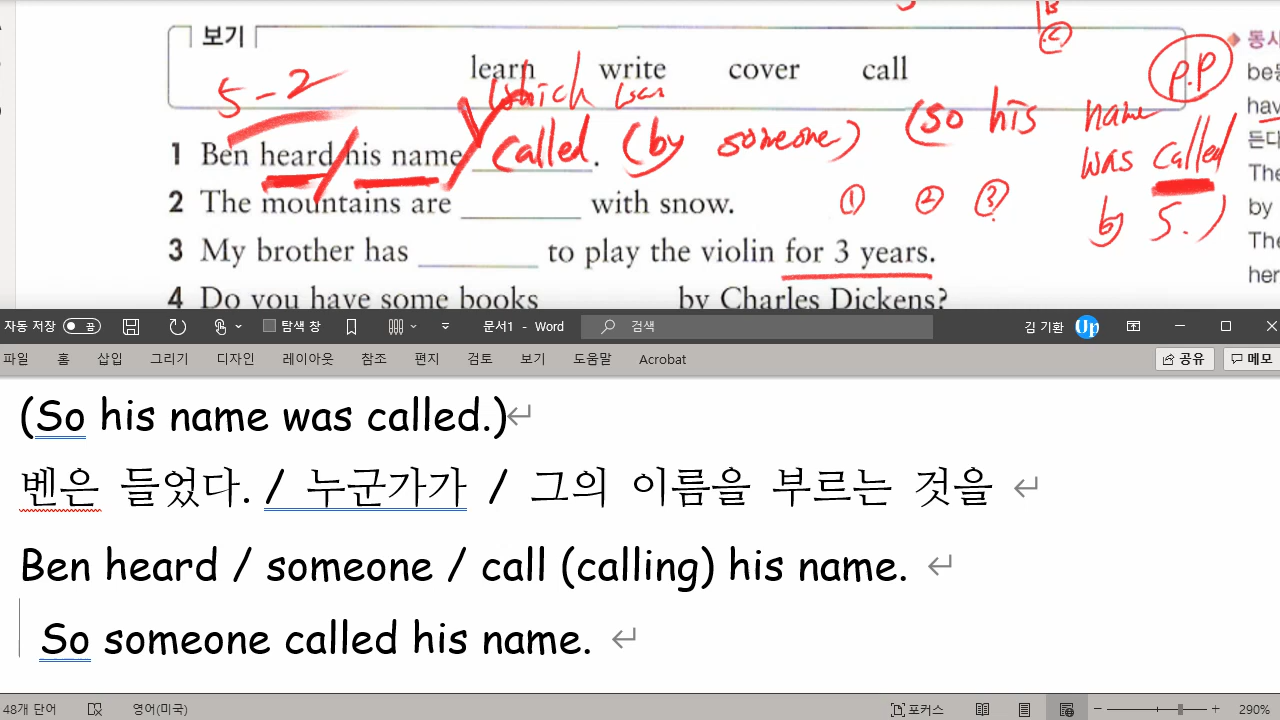 보기
learn write cover call
5-2
which was
p.p
1 Ben heard / his name called. (by someone) (so his name was called by S.)
2 The mountains are ________ with snow. ① ② ③
3 My brother has ________ to play the violin for 3 years.
4 Do you have some books ________ by Charles Dickens?
통사
be동
hav
든다
The
by
The
her
자동 저장 끔 탐색 창 문서1 - Word 검색 김 기환 Up
파일 홈 삽입 그리기 디자인 레이아웃 참조 편지 검토 보기 도움말 Acrobat 공유 메모
(So his name was called.)
벤은 들었다. / 누군가가 / 그의 이름을 부르는 것을
Ben heard / someone / call (calling) his name.
So someone called his name.
48개 단어 영어(미국) 포커스 290%